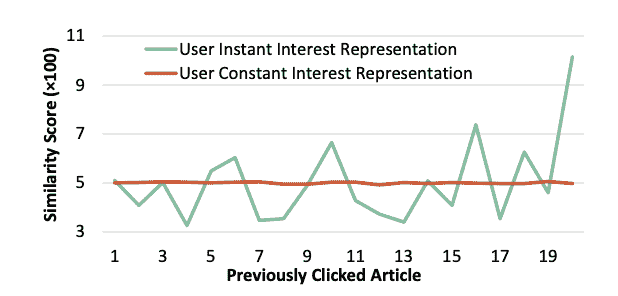 11
9
7
5
3
Similarity Score (×100)
User Instant Interest Representation
User Constant Interest Representation
1 3 5 7 9 11 13 15 17 19
Previously Clicked Article